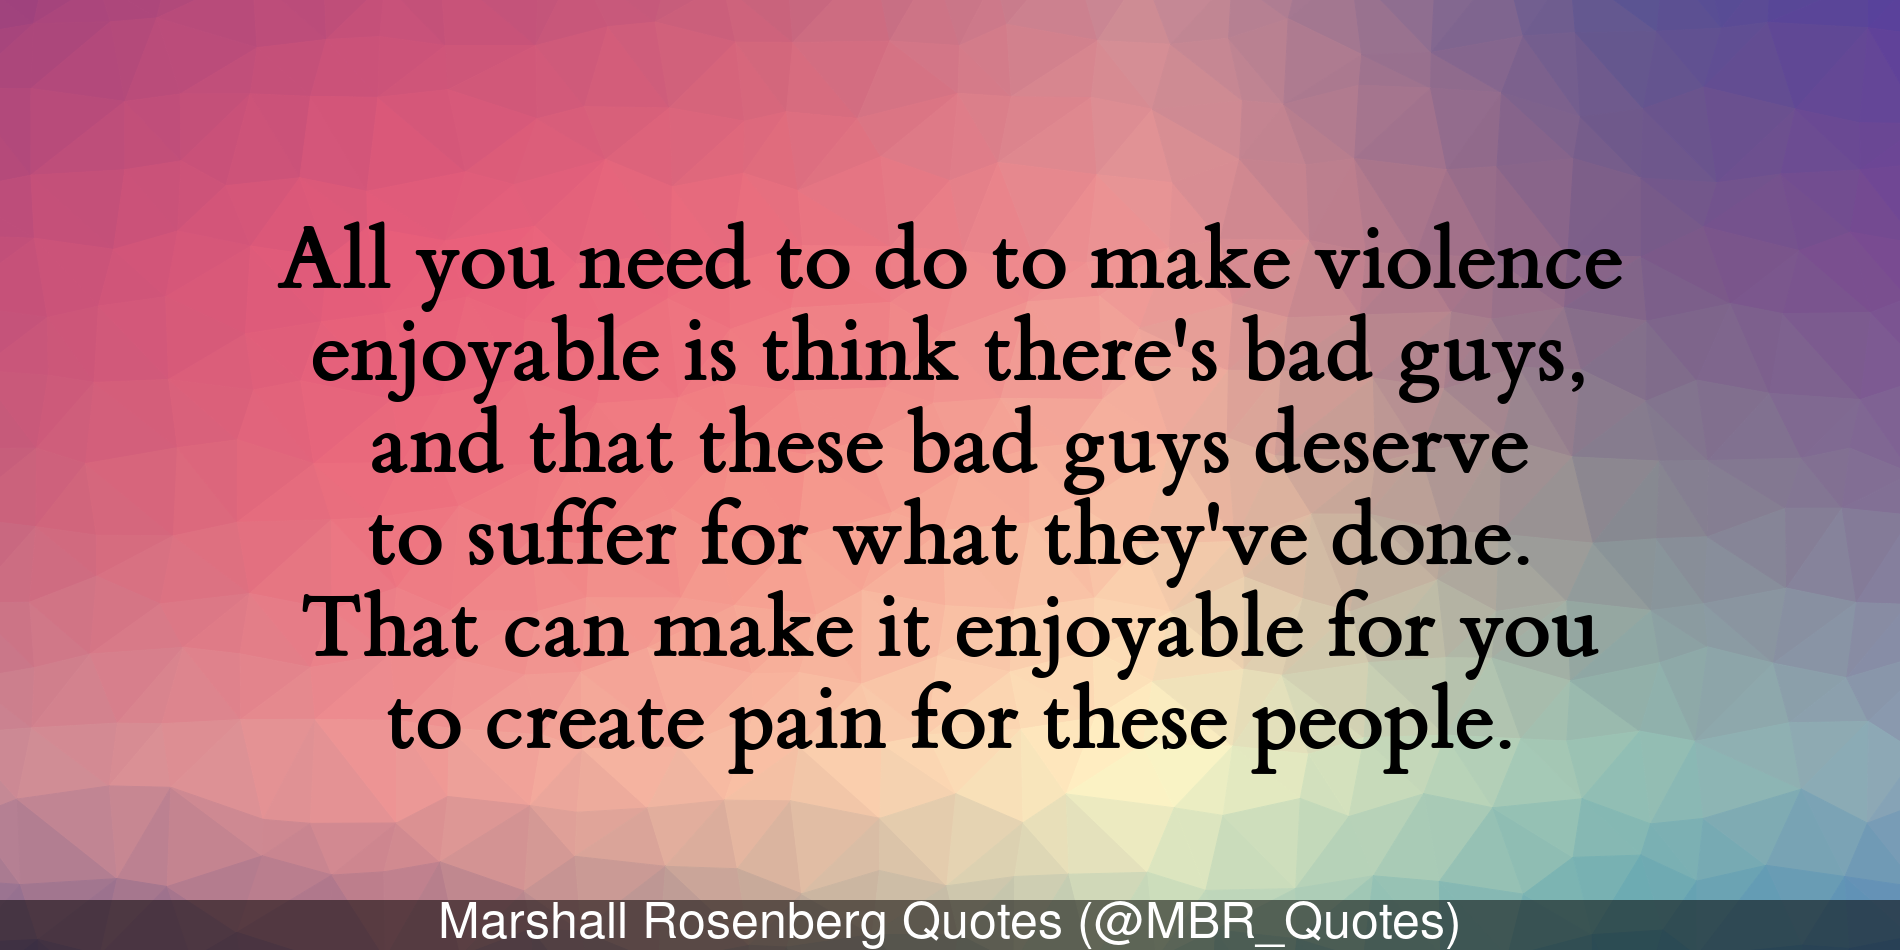 All you need to do to make violence
enjoyable is think there's bad guys,
and that these bad guys deserve
to suffer for what they've done.
That can make it enjoyable for you
to create pain for these people.
Marshall Rosenberg Quotes (@MBR_Quotes)